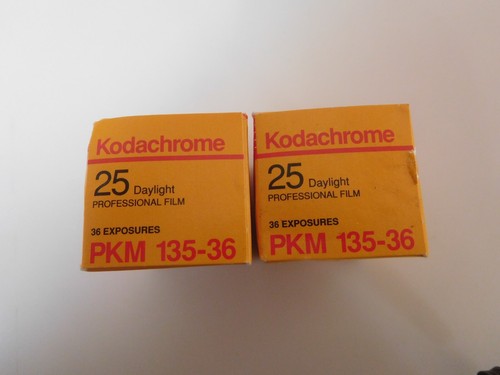 Kodachrome
25 Daylight
PROFESSIONAL FILM
36 EXPOSURES
PKM 135-36
Kodachrome
25 Daylight
PROFESSIONAL FILM
36 EXPOSURES
PKM 135-36